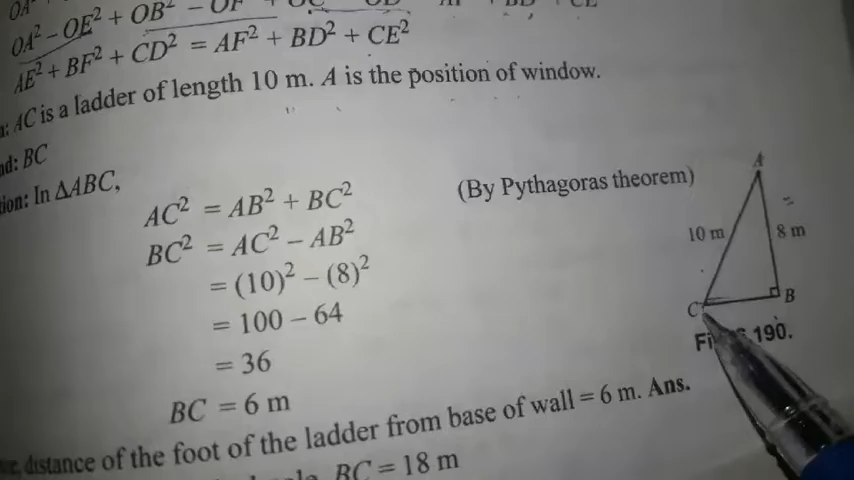 OA² − OE² + OB² − OF²
AE² + BF² + CD² = AF² + BD² + CE²
: AC is a ladder of length 10 m. A is the position of window.
: BC
: In ΔABC,
AC² = AB² + BC² (By Pythagoras theorem)
BC² = AC² − AB²
= (10)² − (8)²
= 100 − 64
= 36
BC = 6 m
distance of the foot of the ladder from base of wall = 6 m. Ans.
BC = 18 m
A
10 m
8 m
C
B
190.